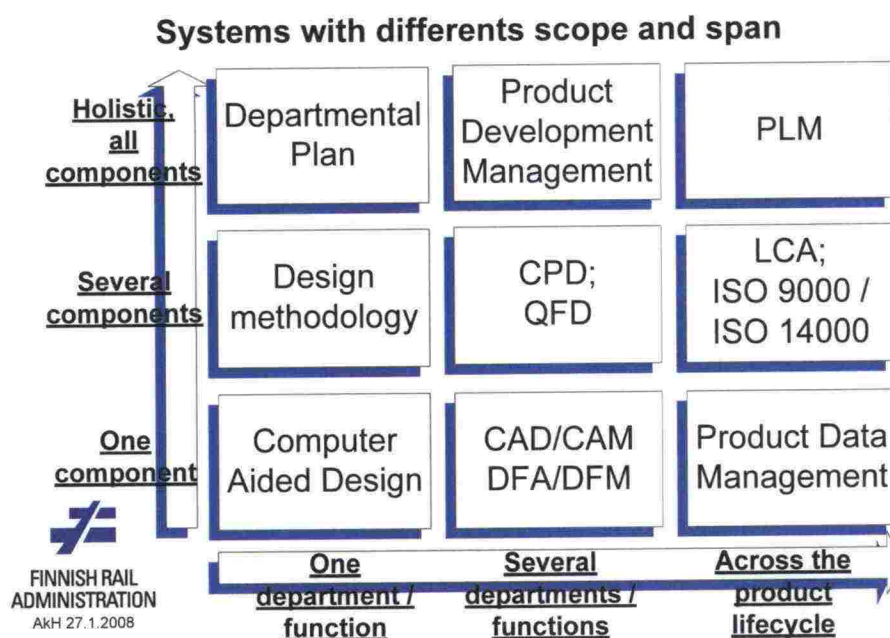 Systems with differents scope and span
Holistic,
all
components
Departmental
Plan
Product
Development
Management
PLM
Several
components
Design
methodology
CPD;
QFD
LCA;
ISO 9000 /
ISO 14000
One
component
Computer
Aided Design
CAD/CAM
DFA/DFM
Product Data
Management
One
department /
function
Several
departments /
functions
Across the
product
lifecycle
FINNISH RAIL
ADMINISTRATION
AkH 27.1.2008